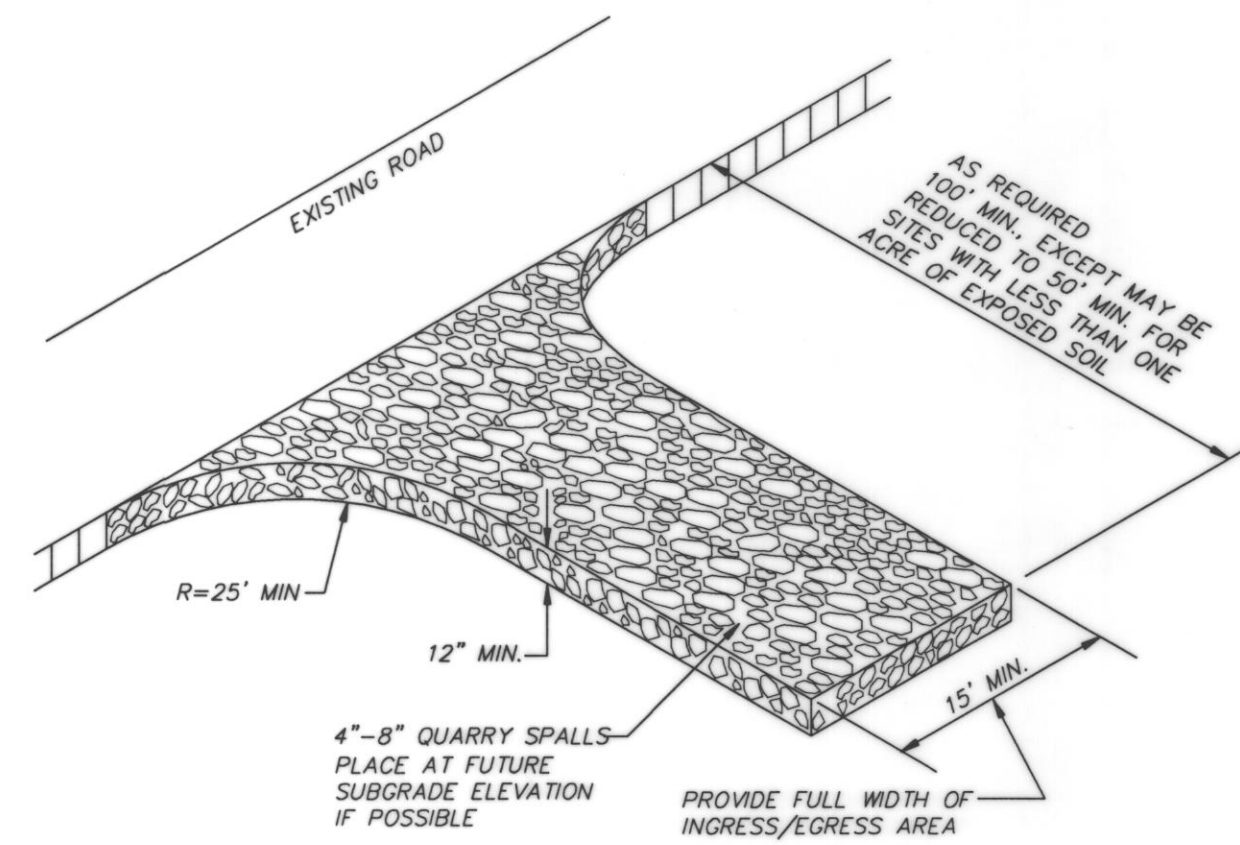 EXISTING ROAD
AS REQUIRED
100' MIN., EXCEPT MAY BE
REDUCED TO 50' MIN. FOR
SITES WITH LESS THAN ONE
ACRE OF EXPOSED SOIL
R=25' MIN
12" MIN.
15' MIN.
4"-8" QUARRY SPALLS
PLACE AT FUTURE
SUBGRADE ELEVATION
IF POSSIBLE
PROVIDE FULL WIDTH OF
INGRESS/EGRESS AREA